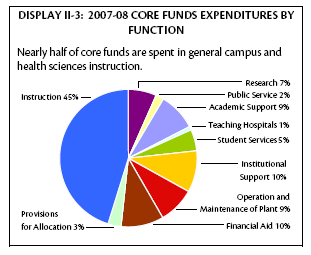 DISPLAY II-3: 2007-08 CORE FUNDS EXPENDITURES BY
FUNCTION
Nearly half of core funds are spent in general campus and
health sciences instruction.
Research 7%
Public Service 2%
Academic Support 9%
Teaching Hospitals 1%
Student Services 5%
Institutional
Support 10%
Operation and
Maintenance of Plant 9%
Financial Aid 10%
Provisions
for Allocation 3%
Instruction 45%